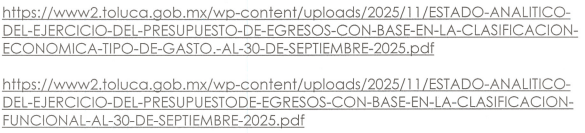 https://www2.toluca.gob.mx/wp-content/uploads/2025/11/ESTADO-ANALITICO-
DEL-EJERCICIO-DEL-PRESUPUESTO-DE-EGRESOS-CON-BASE-EN-LA-CLASIFICACION-
ECONOMICA-TIPO-DE-GASTO.-AL-30-DE-SEPTIEMBRE-2025.pdf
https://www2.toluca.gob.mx/wp-content/uploads/2025/11/ESTADO-ANALITICO-
DEL-EJERCICIO-DEL-PRESUPUESTODE-EGRESOS-CON-BASE-EN-LA-CLASIFICACION-
FUNCIONAL-AL-30-DE-SEPTIEMBRE-2025.pdf